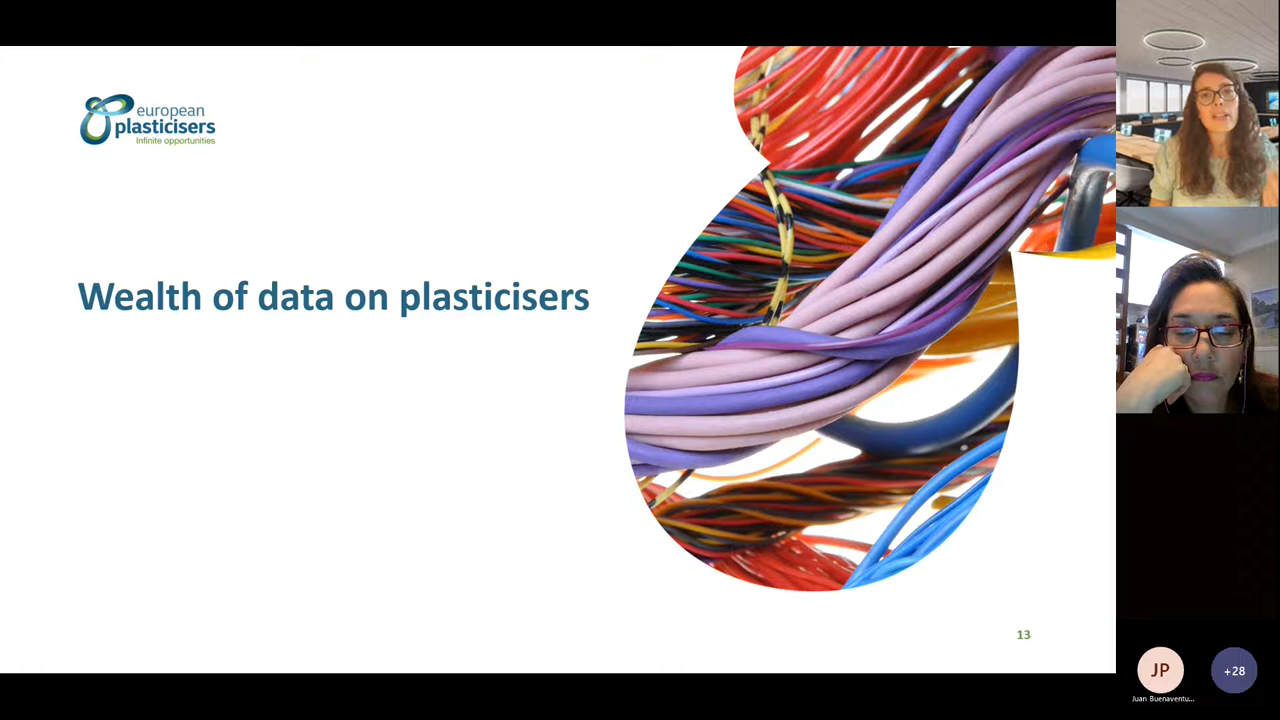 european
plasticisers
Infinite opportunities
Wealth of data on plasticisers
13
JP
+28
Juan Buenaventu...